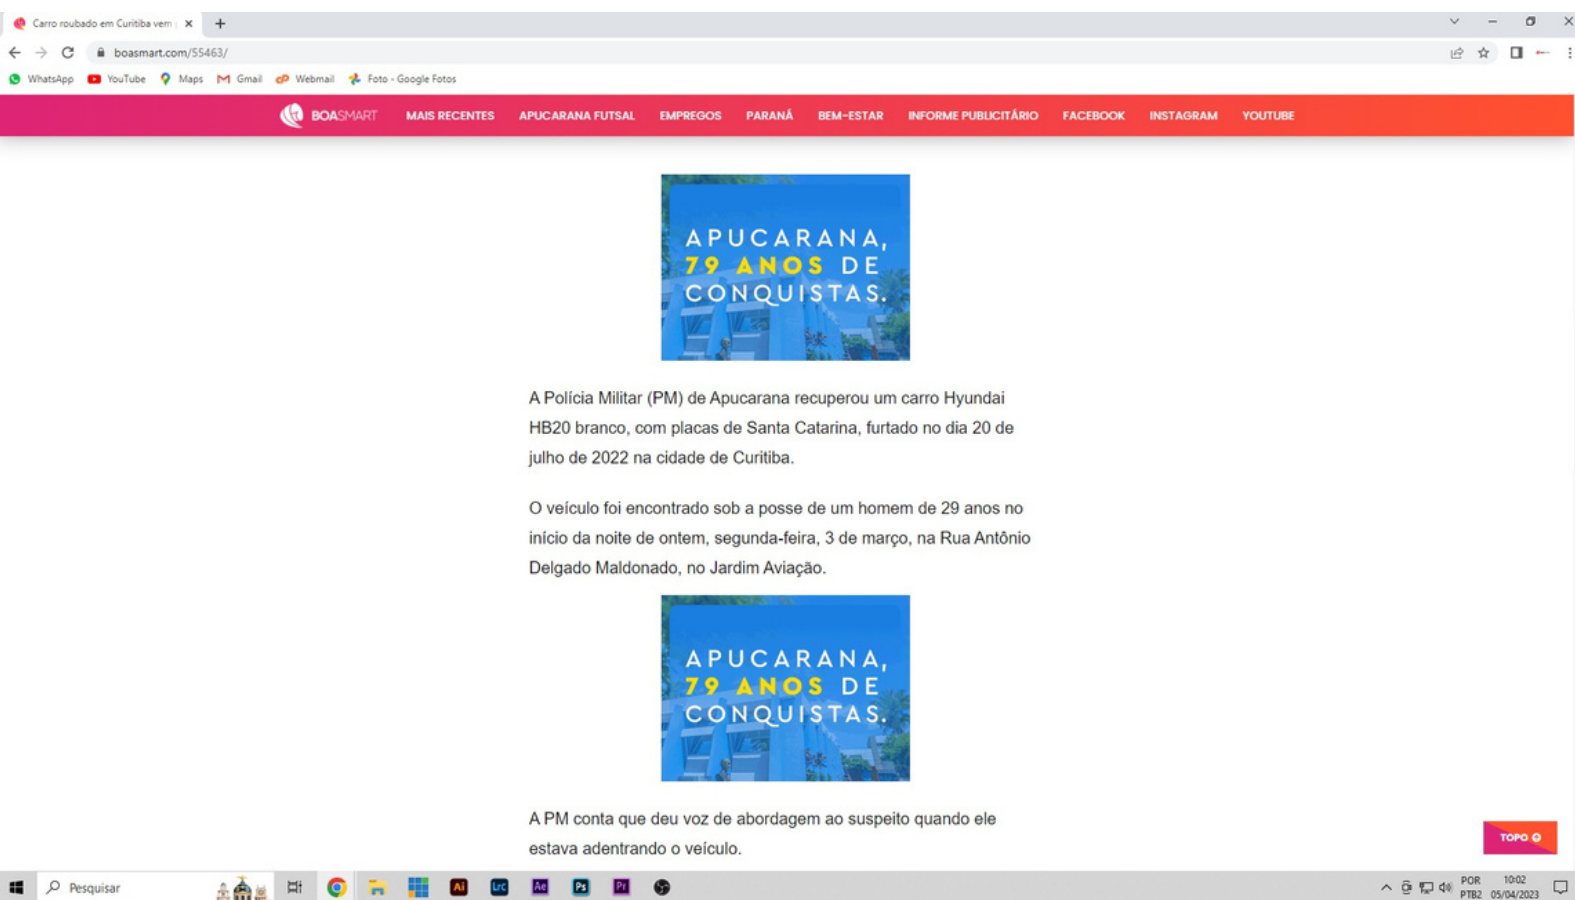 Carro roubado em Curitiba vem
boasmart.com/55463/
WhatsApp YouTube Maps Gmail Webmail Foto - Google Fotos
BOASMART MAIS RECENTES APUCARANA FUTSAL EMPREGOS PARANÁ BEM-ESTAR INFORME PUBLICITÁRIO FACEBOOK INSTAGRAM YOUTUBE
APUCARANA,
79 ANOS DE
CONQUISTAS.
A Polícia Militar (PM) de Apucarana recuperou um carro Hyundai
HB20 branco, com placas de Santa Catarina, furtado no dia 20 de
julho de 2022 na cidade de Curitiba.
O veículo foi encontrado sob a posse de um homem de 29 anos no
início da noite de ontem, segunda-feira, 3 de março, na Rua Antônio
Delgado Maldonado, no Jardim Aviação.
APUCARANA,
79 ANOS DE
CONQUISTAS.
A PM conta que deu voz de abordagem ao suspeito quando ele
estava adentrando o veículo.
TOPO
Pesquisar
Ai Lrc Ae Ps Pr
POR 10:02
PTB2 05/04/2023